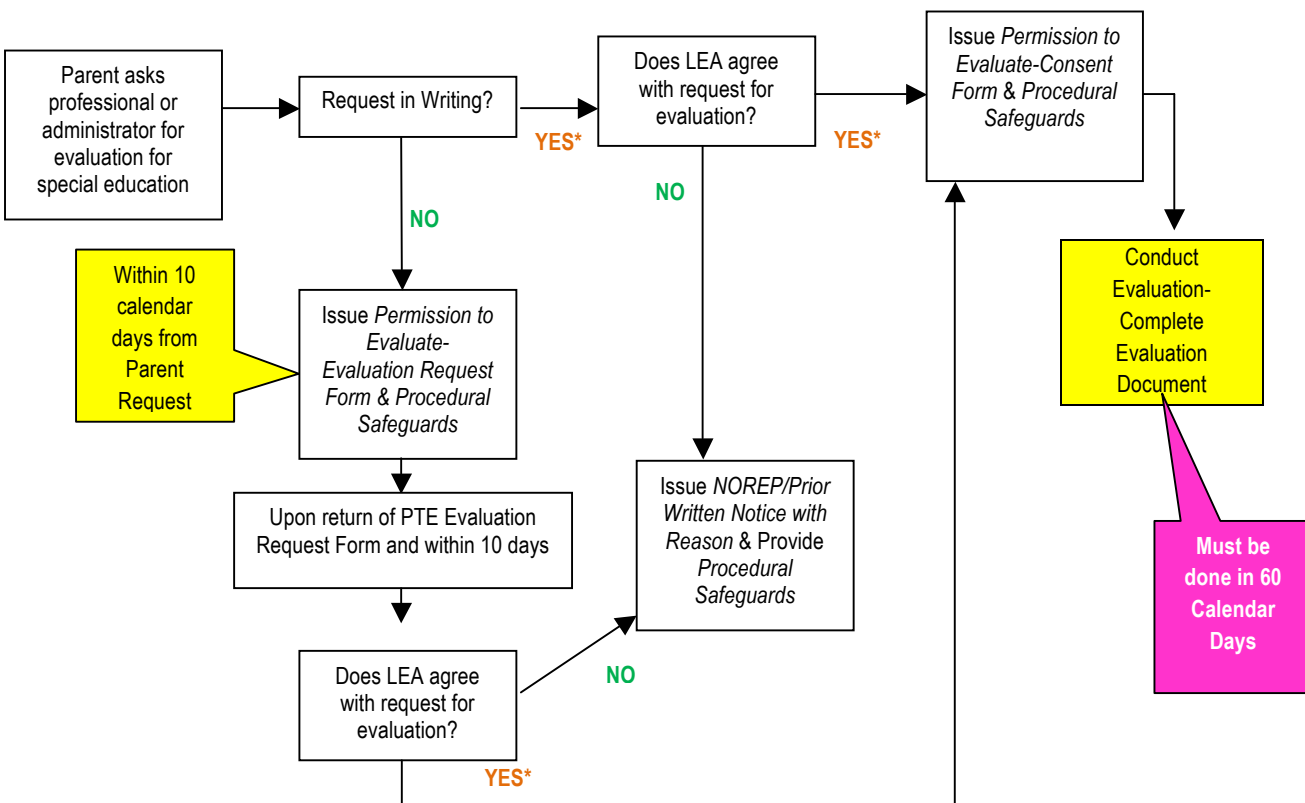 Parent asks
professional or
administrator for
evaluation for
special education
Request in Writing?
YES*
NO
Does LEA agree
with request for
evaluation?
YES*
NO
Issue Permission to
Evaluate-Consent
Form & Procedural
Safeguards
Conduct
Evaluation-
Complete
Evaluation
Document
Must be
done in 60
Calendar
Days
Within 10
calendar
days from
Parent
Request
Issue Permission to
Evaluate-
Evaluation Request
Form & Procedural
Safeguards
Upon return of PTE Evaluation
Request Form and within 10 days
Does LEA agree
with request for
evaluation?
NO
YES*
Issue NOREP/Prior
Written Notice with
Reason & Provide
Procedural
Safeguards